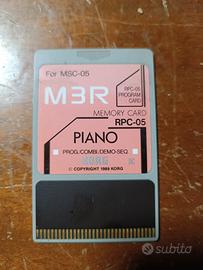 For MSC-05
M3R
RPC-05
PROGRAM
CARD
MEMORY CARD
RPC-05
PIANO
PROG./COMBI./DEMO-SEQ.
KORG
© COPYRIGHT 1989 KORG
subito